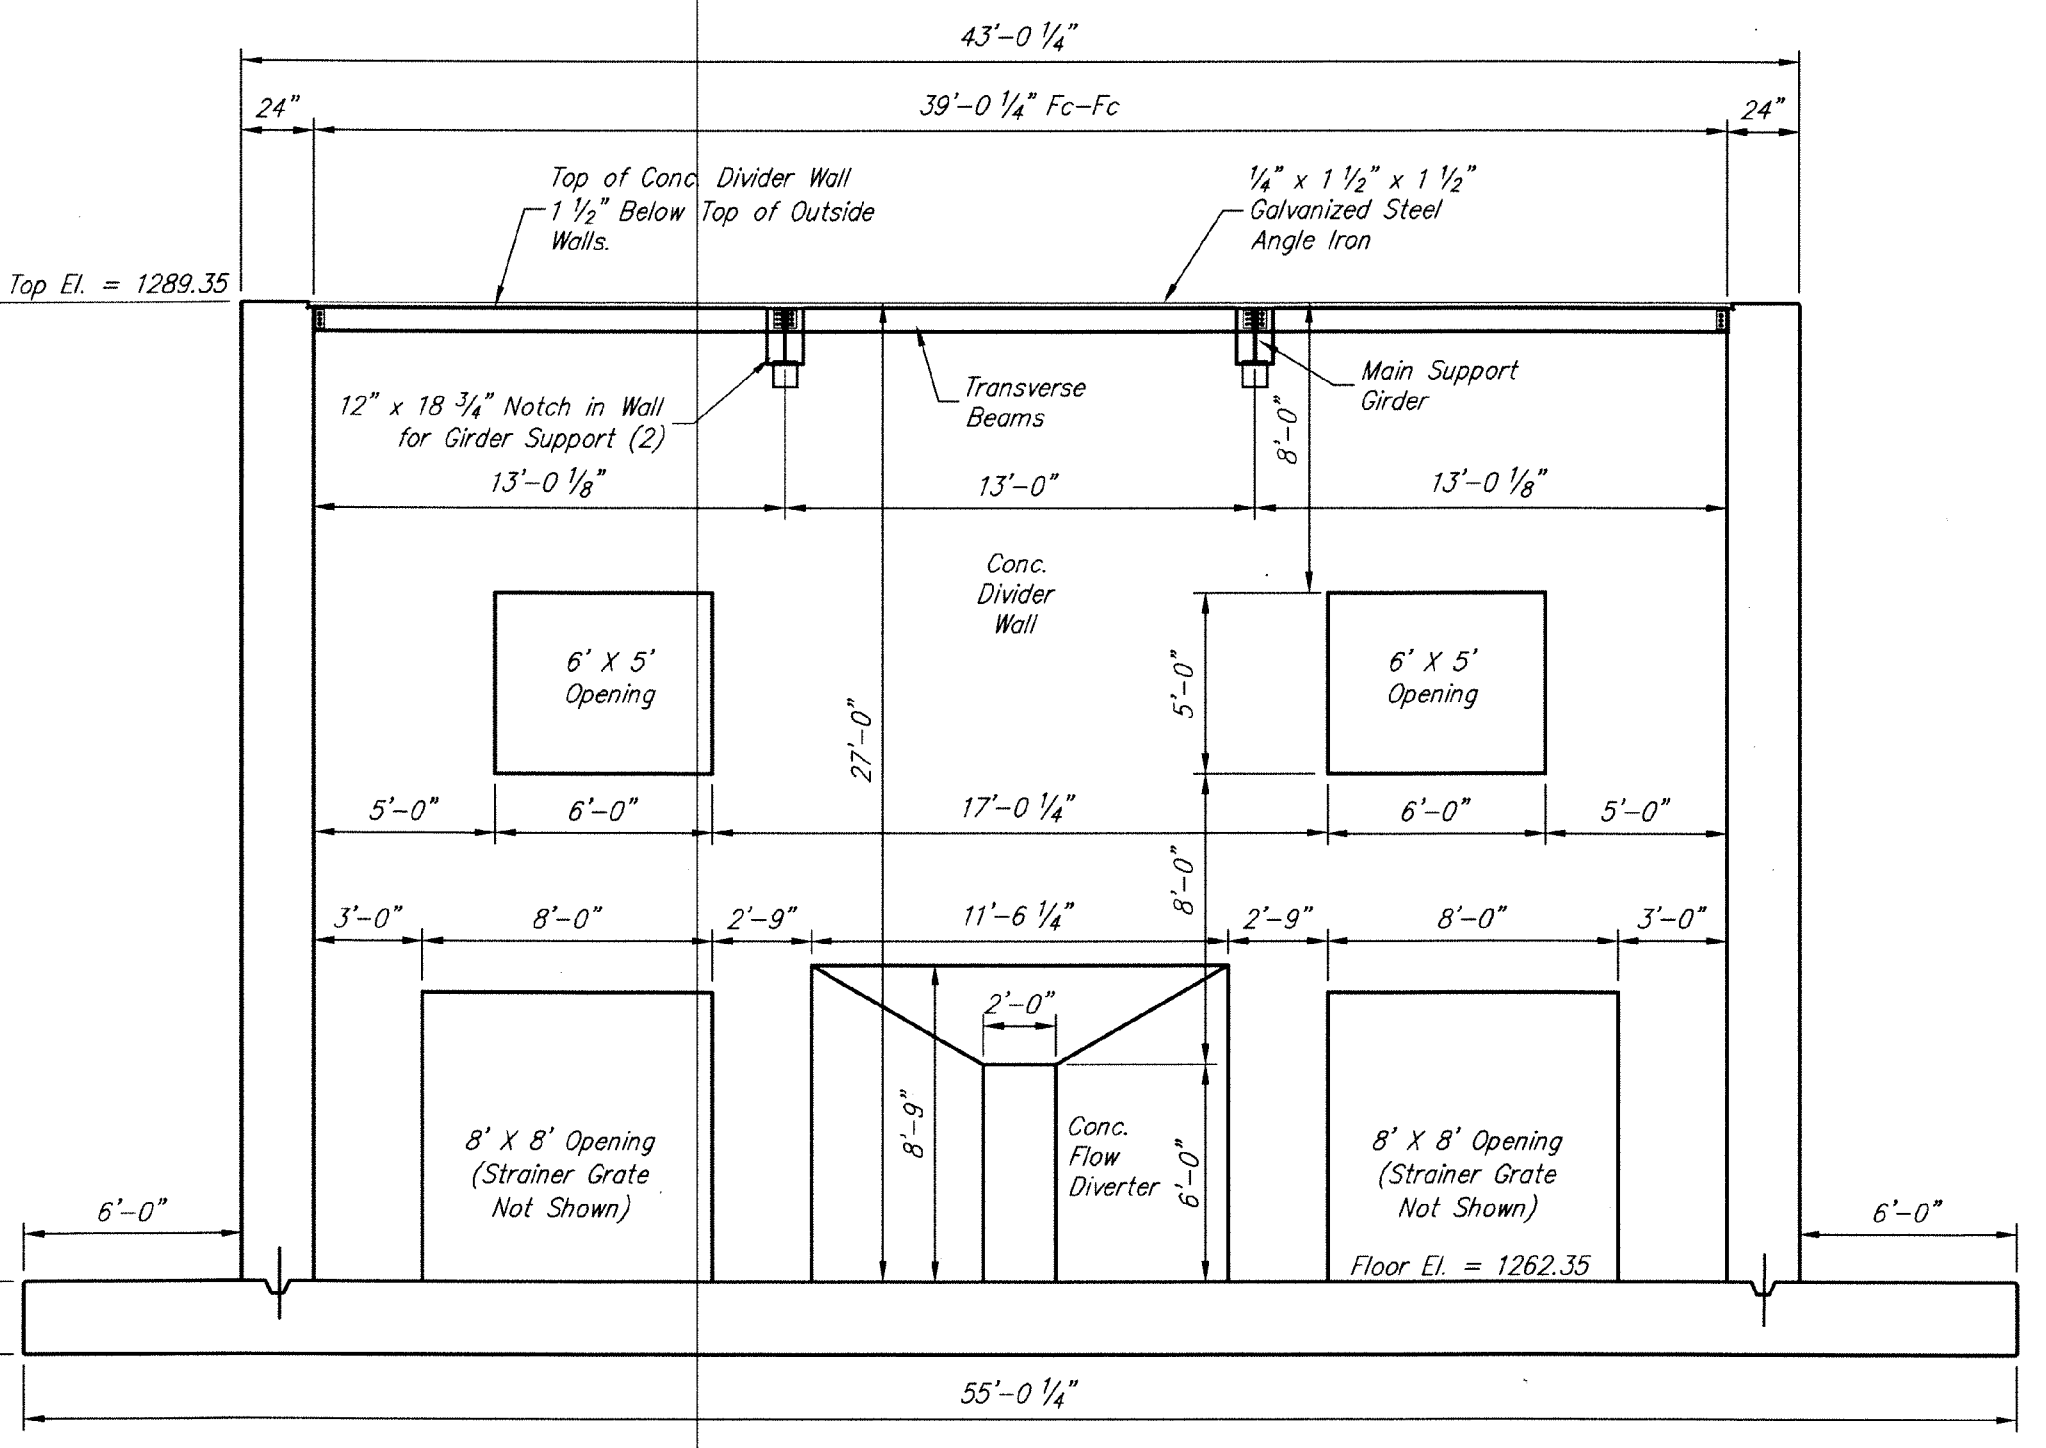 43'-0 1/4"
24"
39'-0 1/4" Fc-Fc
24"
Top of Conc. Divider Wall
1 1/2" Below Top of Outside
Walls.
1/4" x 1 1/2" x 1 1/2"
Galvanized Steel
Angle Iron
Top El. = 1289.35
12" x 18 3/4" Notch in Wall
for Girder Support (2)
Transverse
Beams
Main Support
Girder
8'-0"
13'-0 1/8"
13'-0"
13'-0 1/8"
Conc.
Divider
Wall
6' X 5'
Opening
27'-0"
5'-0"
6' X 5'
Opening
5'-0"
6'-0"
17'-0 1/4"
6'-0"
5'-0"
8'-0"
3'-0"
8'-0"
2'-9"
11'-6 1/4"
2'-9"
8'-0"
3'-0"
2'-0"
8'-9"
Conc.
Flow
Diverter
6'-0"
8' X 8' Opening
(Strainer Grate
Not Shown)
8' X 8' Opening
(Strainer Grate
Not Shown)
6'-0"
6'-0"
Floor El. = 1262.35
55'-0 1/4"